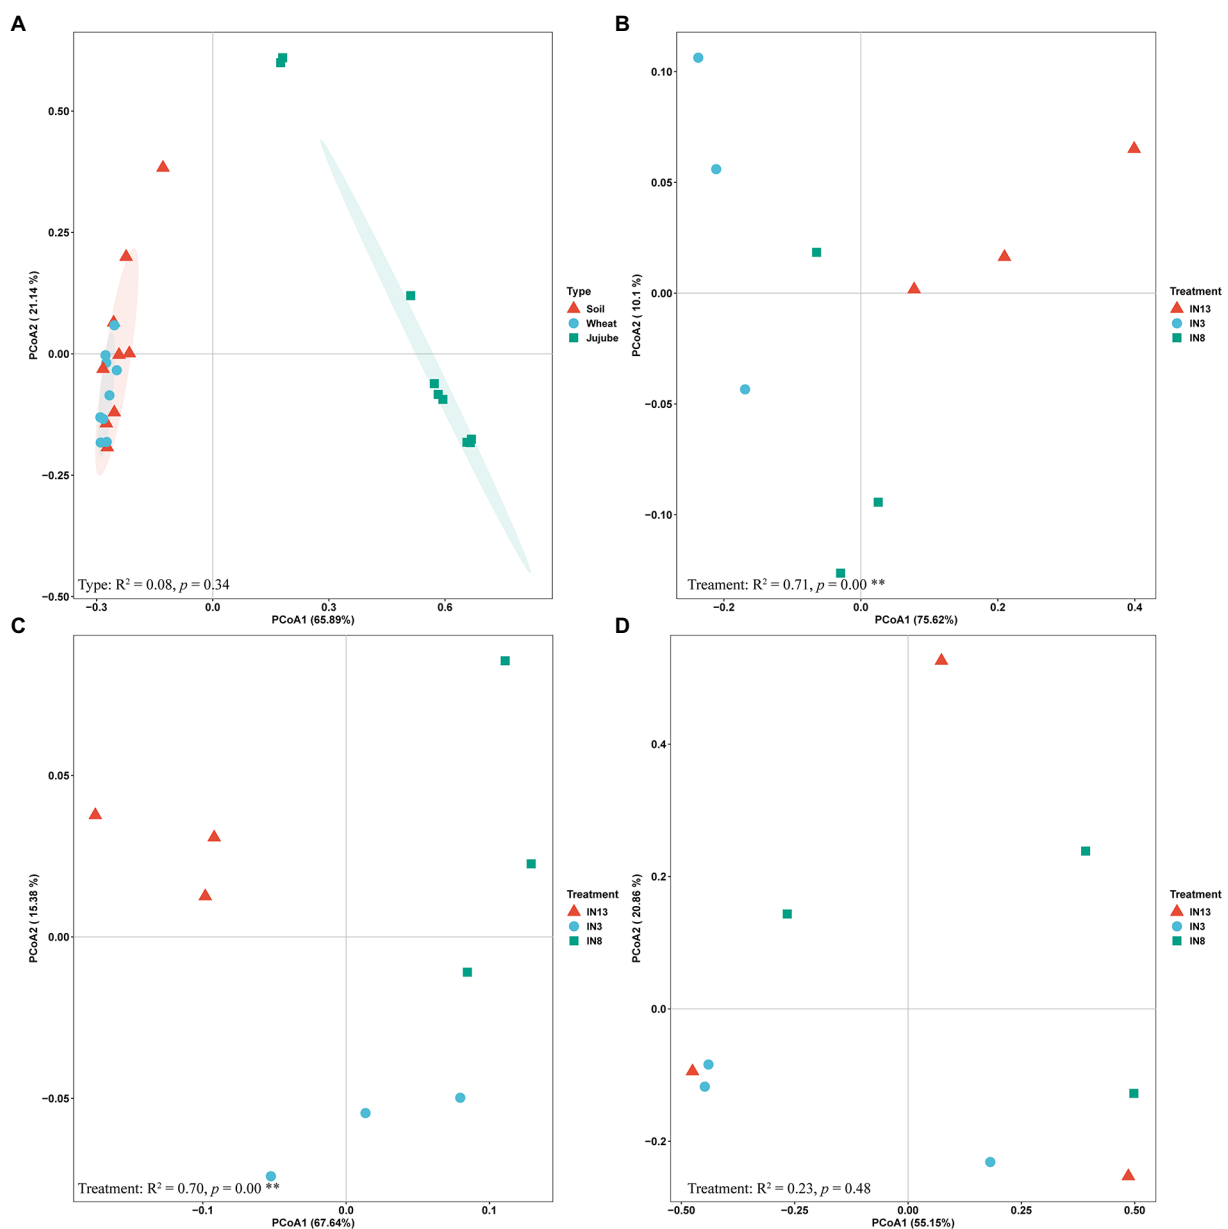 A
PCoA2 ( 21.14 %)
0.50
0.25
0.00
−0.25
−0.50
Type: R² = 0.08, p = 0.34
−0.3
0.0
0.3
0.6
PCoA1 (65.89%)
Type
Soil
Wheat
Jujube
B
PCoA2 ( 10.1 %)
0.10
0.05
0.00
−0.05
−0.10
Treament: R² = 0.71, p = 0.00 **
−0.2
0.0
0.2
0.4
PCoA1 (75.62%)
Treatment
IN13
IN3
IN8
C
PCoA2 ( 15.38 %)
0.05
0.00
−0.05
Treatment: R² = 0.70, p = 0.00 **
−0.1
0.0
0.1
PCoA1 (67.64%)
Treatment
IN13
IN3
IN8
D
PCoA2 ( 20.86 %)
0.4
0.2
0.0
−0.2
Treatment: R² = 0.23, p = 0.48
−0.50
−0.25
0.00
0.25
0.50
PCoA1 (55.15%)
Treatment
IN13
IN3
IN8